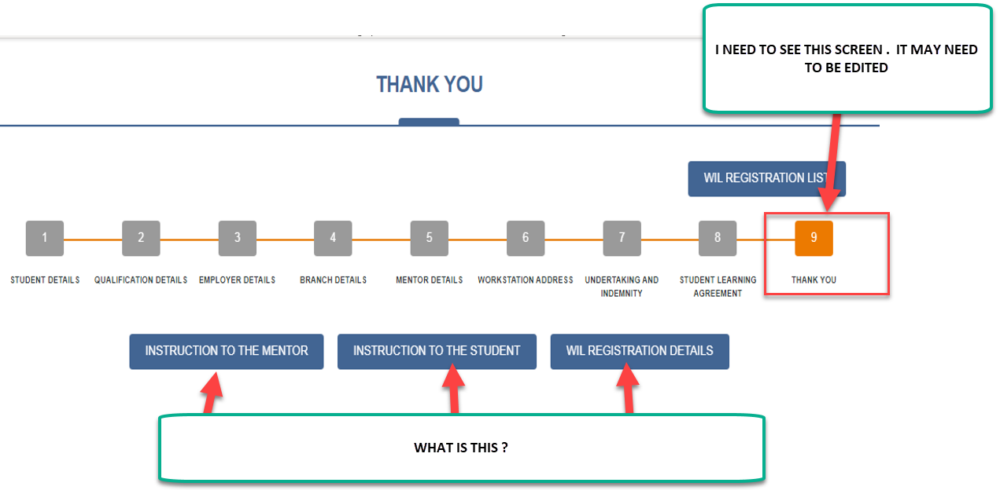 I NEED TO SEE THIS SCREEN . IT MAY NEED
TO BE EDITED
THANK YOU
WIL REGISTRATION LIST
1
2
3
4
5
6
7
8
9
STUDENT DETAILS
QUALIFICATION DETAILS
EMPLOYER DETAILS
BRANCH DETAILS
MENTOR DETAILS
WORKSTATION ADDRESS
UNDERTAKING AND
INDEMNITY
STUDENT LEARNING
AGREEMENT
THANK YOU
INSTRUCTION TO THE MENTOR
INSTRUCTION TO THE STUDENT
WIL REGISTRATION DETAILS
WHAT IS THIS ?